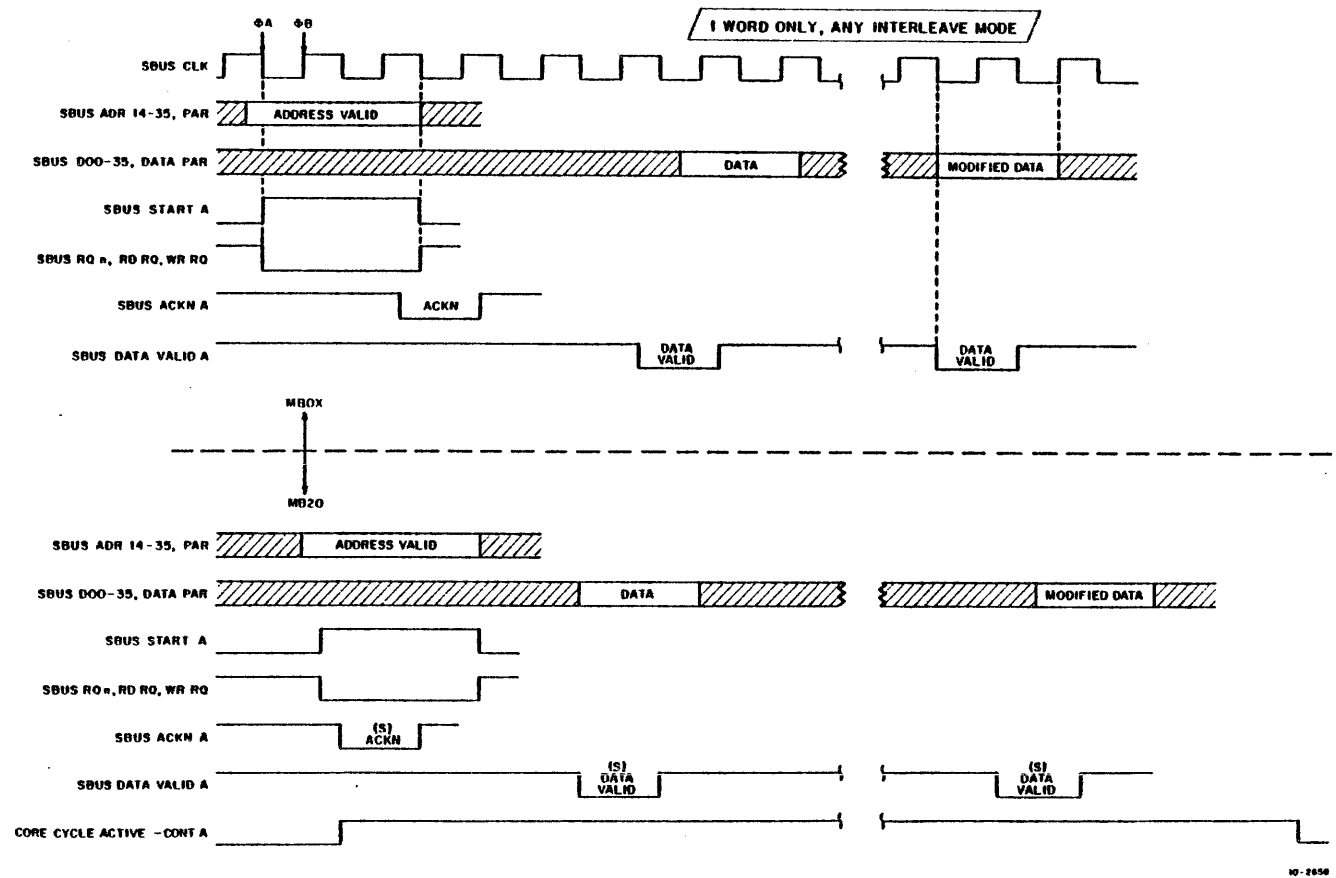 ΦA ΦB
1 WORD ONLY, ANY INTERLEAVE MODE
SBUS CLK
SBUS ADR 14-35, PAR ADDRESS VALID
SBUS D00-35, DATA PAR DATA MODIFIED DATA
SBUS START A
SBUS RQ n, RD RQ, WR RQ
SBUS ACKN A ACKN
SBUS DATA VALID A DATA VALID DATA VALID
MBOX
MB20
SBUS ADR 14-35, PAR ADDRESS VALID
SBUS D00-35, DATA PAR DATA MODIFIED DATA
SBUS START A
SBUS RQ n, RD RQ, WR RQ
SBUS ACKN A (S) ACKN
SBUS DATA VALID A (S) DATA VALID (S) DATA VALID
CORE CYCLE ACTIVE -CONT A
10-2650